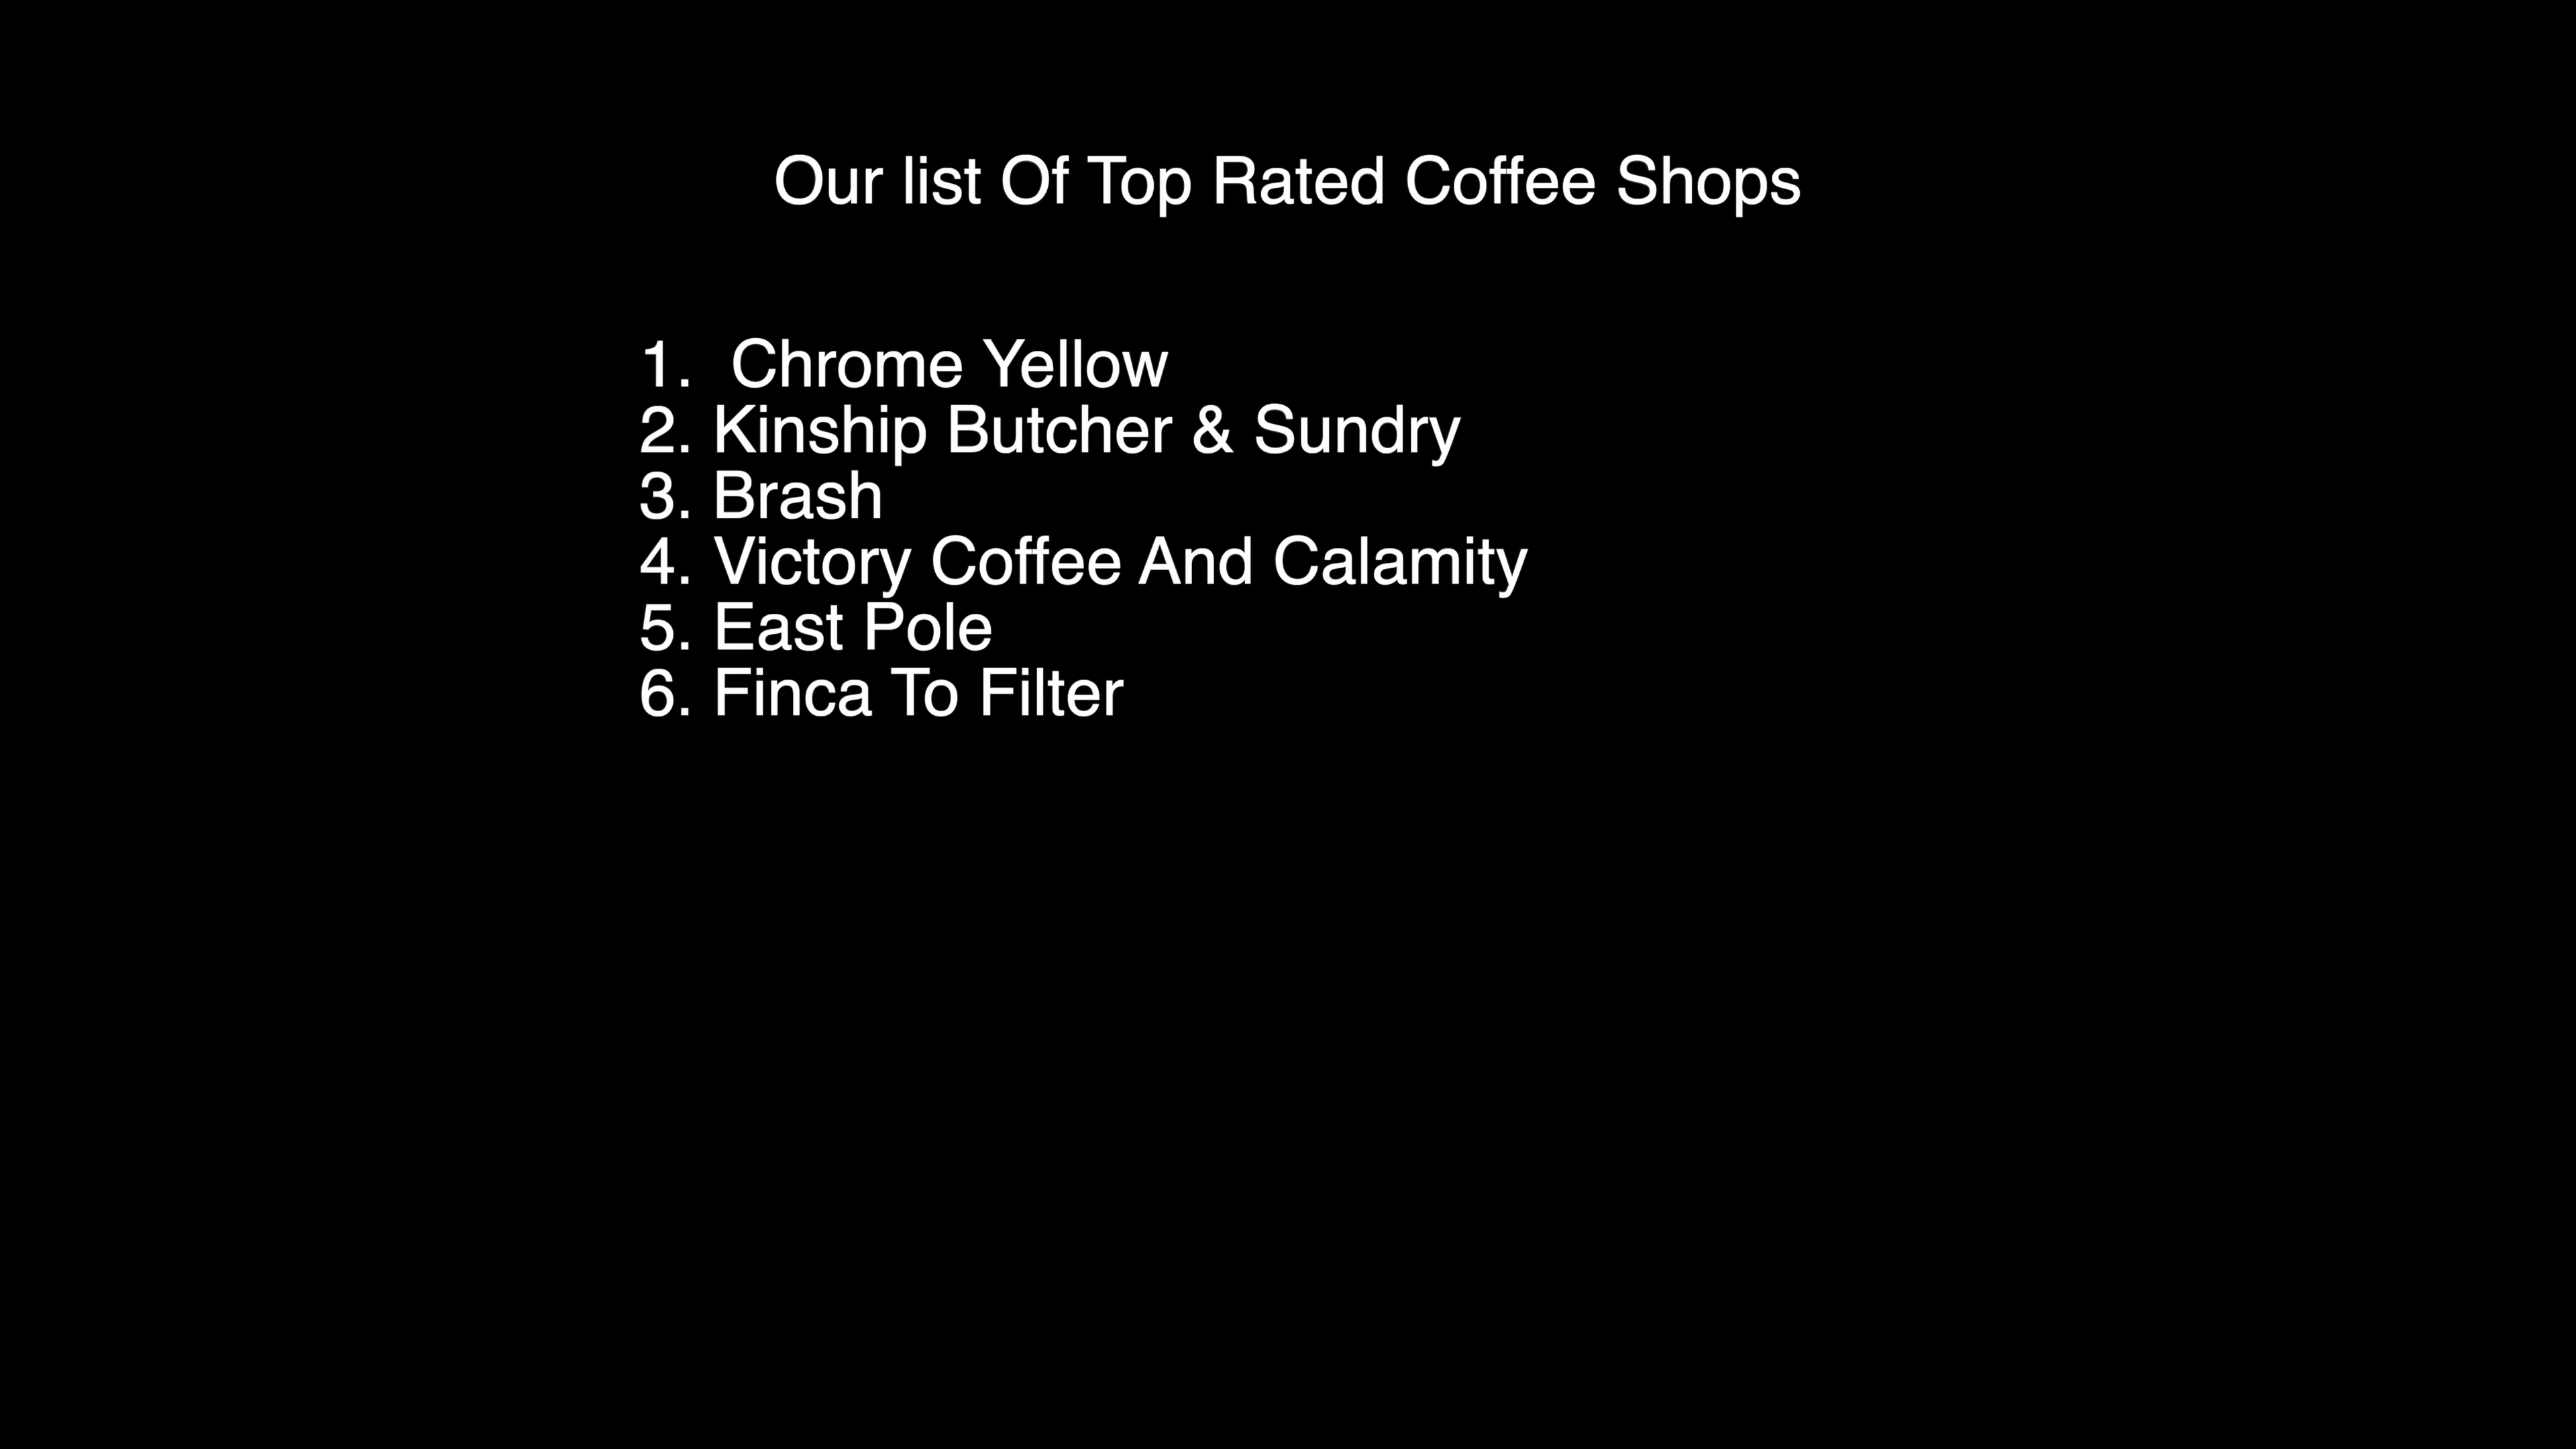 Our list Of Top Rated Coffee Shops
1. Chrome Yellow
2. Kinship Butcher & Sundry
3. Brash
4. Victory Coffee And Calamity
5. East Pole
6. Finca To Filter